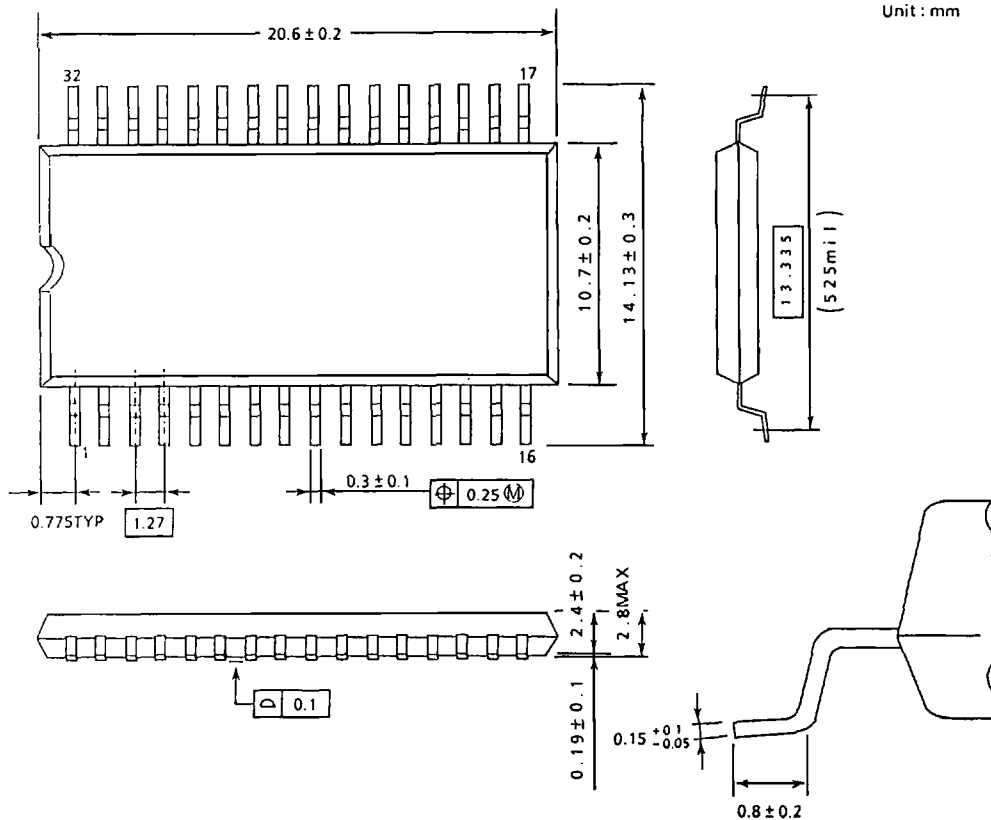 Unit : mm
20.6 ± 0.2
32
17
10.7 ± 0.2
14.13 ± 0.3
13.335
(525mil)
1
16
0.775TYP
1.27
0.3 ± 0.1
⌖ 0.25 Ⓜ
2.4 ± 0.2
2.8MAX
0.1
0.19 ± 0.1
0.15 +0.1 -0.05
0.8 ± 0.2